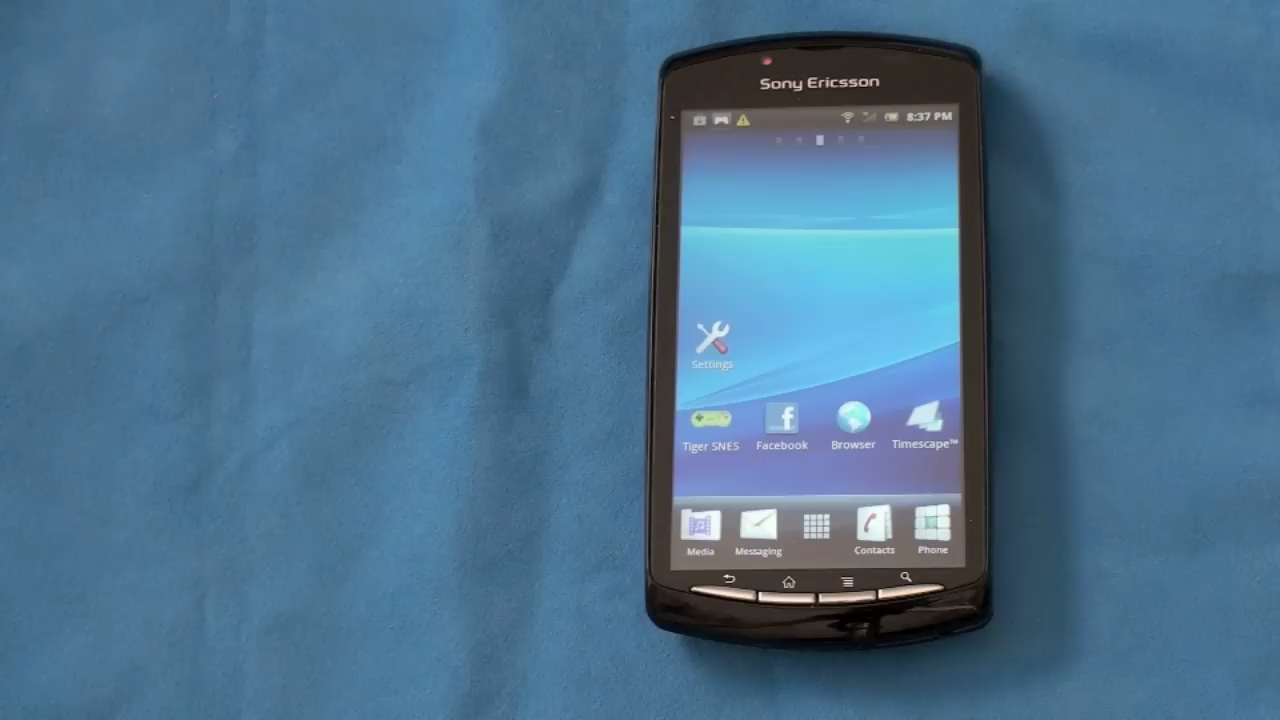 Sony Ericsson
8:37 PM
Settings
Tiger SNES Facebook Browser Timescape™
Media Messaging Contacts Phone